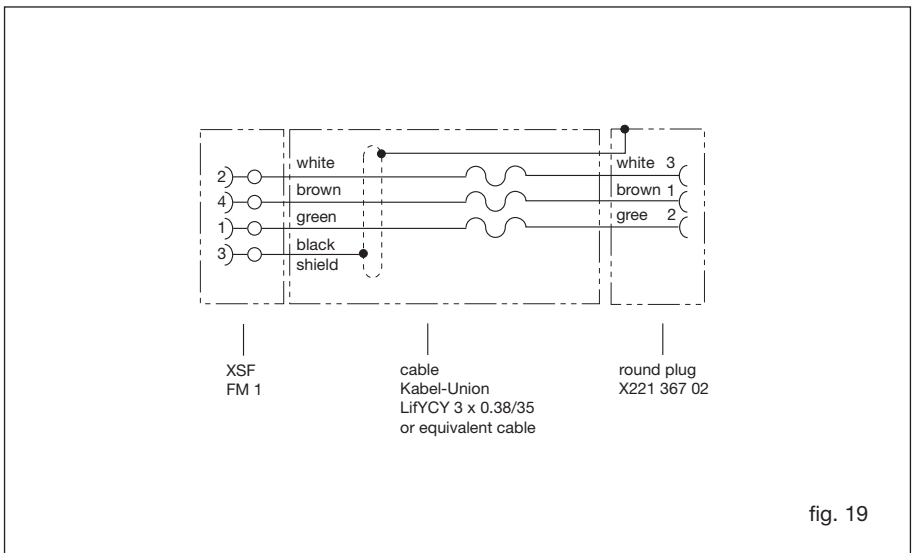 2 white white 3
4 brown brown 1
1 green gree 2
3 black
shield
XSF
FM 1
cable
Kabel-Union
LifYCY 3 x 0.38/35
or equivalent cable
round plug
X221 367 02
fig. 19